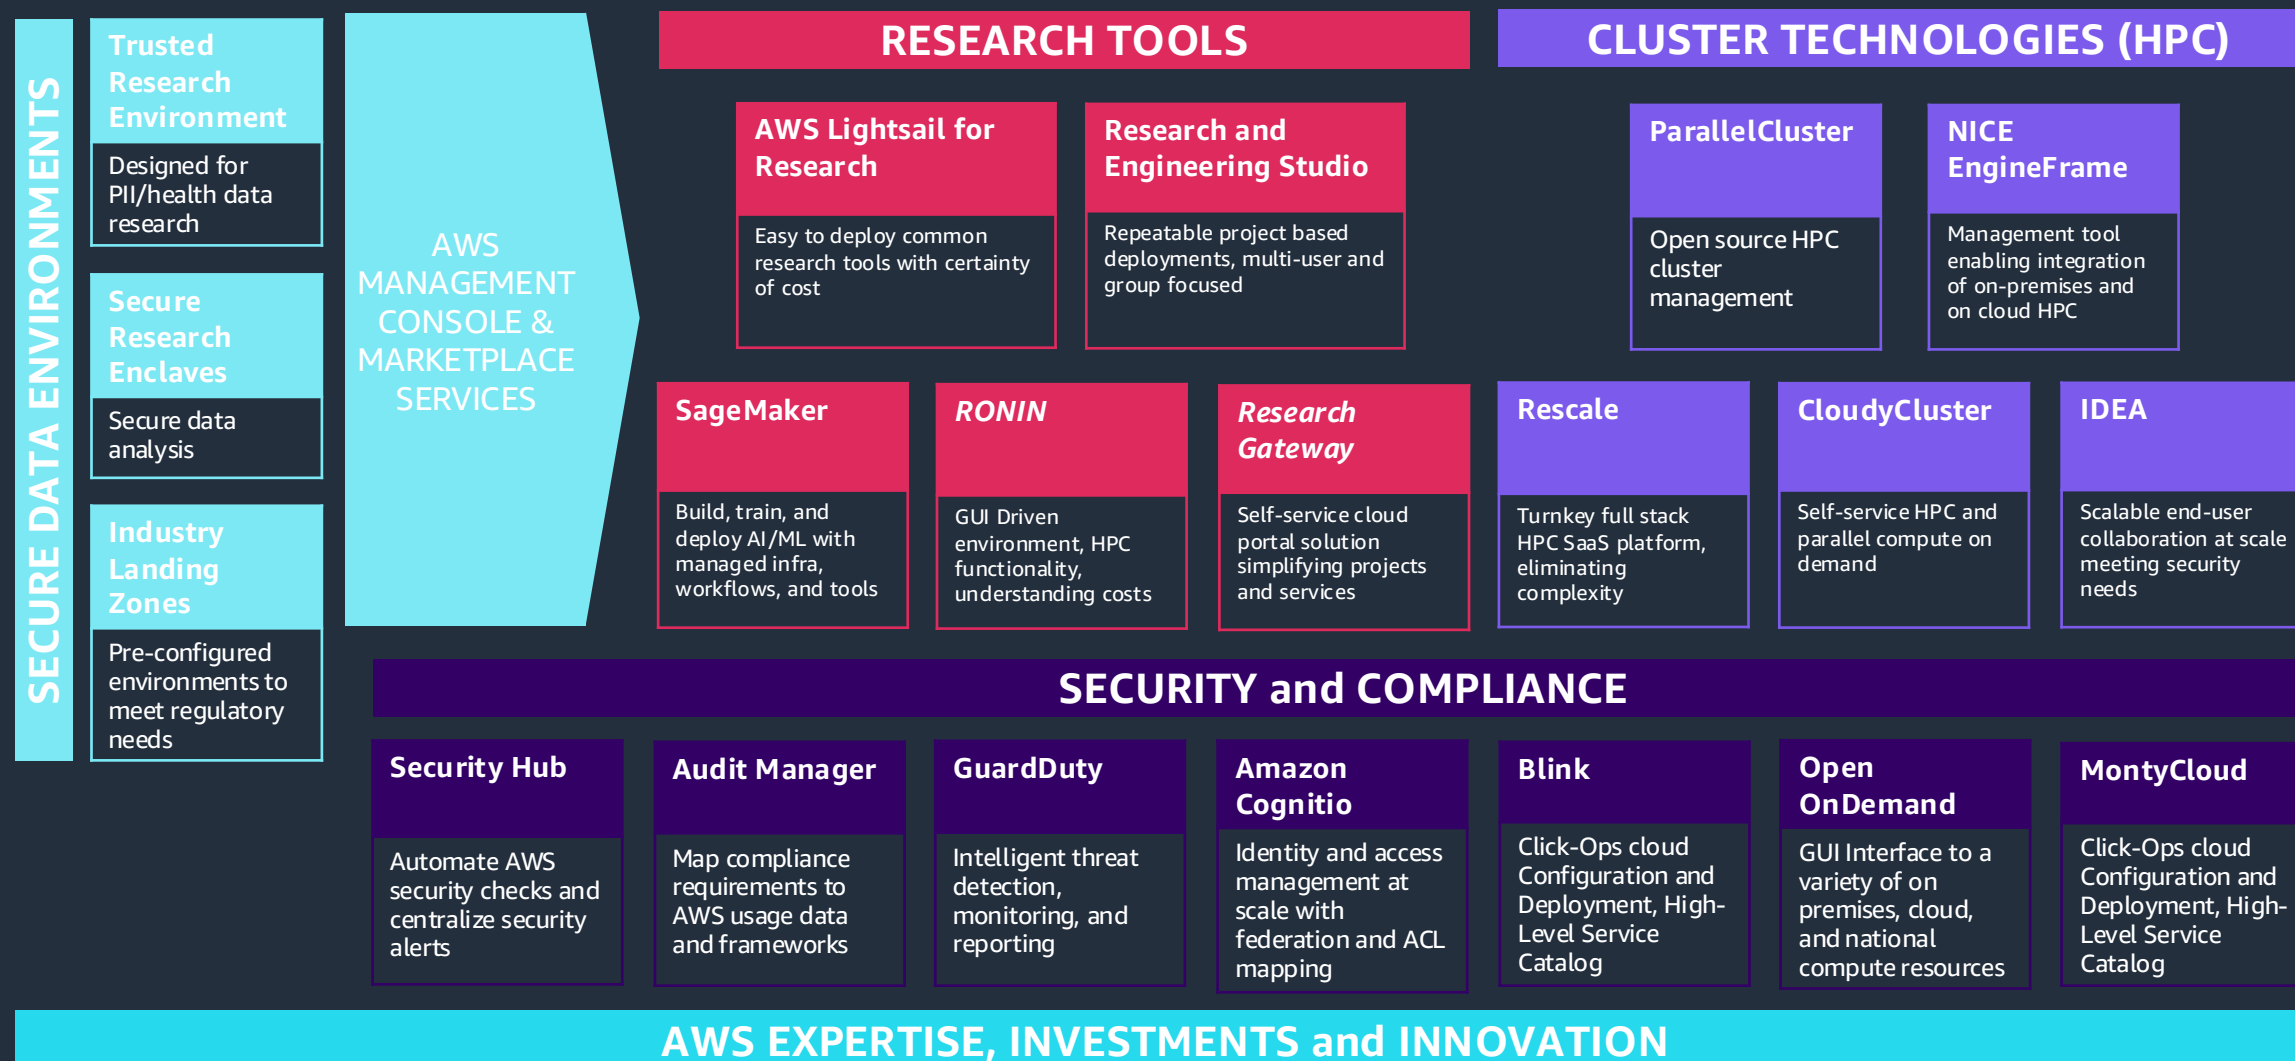 SECURE DATA ENVIRONMENTS
Trusted
Research
Environment
Designed for
PII/health data
research
Secure
Research
Enclaves
Secure data
analysis
Industry
Landing
Zones
Pre-configured
environments to
meet regulatory
needs
AWS
MANAGEMENT
CONSOLE &
MARKETPLACE
SERVICES
RESEARCH TOOLS
AWS Lightsail for
Research
Easy to deploy common
research tools with certainty
of cost
Research and
Engineering Studio
Repeatable project based
deployments, multi-user and
group focused
SageMaker
Build, train, and
deploy AI/ML with
managed infra,
workflows, and tools
RONIN
GUI Driven
environment, HPC
functionality,
understanding costs
Research
Gateway
Self-service cloud
portal solution
simplifying projects
and services
CLUSTER TECHNOLOGIES (HPC)
ParallelCluster
Open source HPC
cluster
management
NICE
EngineFrame
Management tool
enabling integration
of on-premises and
on cloud HPC
Rescale
Turnkey full stack
HPC SaaS platform,
eliminating
complexity
CloudyCluster
Self-service HPC and
parallel compute on
demand
IDEA
Scalable end-user
collaboration at scale
meeting security
needs
SECURITY and COMPLIANCE
Security Hub
Automate AWS
security checks and
centralize security
alerts
Audit Manager
Map compliance
requirements to
AWS usage data
and frameworks
GuardDuty
Intelligent threat
detection,
monitoring, and
reporting
Amazon
Cognitio
Identity and access
management at
scale with
federation and ACL
mapping
Blink
Click-Ops cloud
Configuration and
Deployment, High-
Level Service
Catalog
Open
OnDemand
GUI Interface to a
variety of on
premises, cloud,
and national
compute resources
MontyCloud
Click-Ops cloud
Configuration and
Deployment, High-
Level Service
Catalog
AWS EXPERTISE, INVESTMENTS and INNOVATION